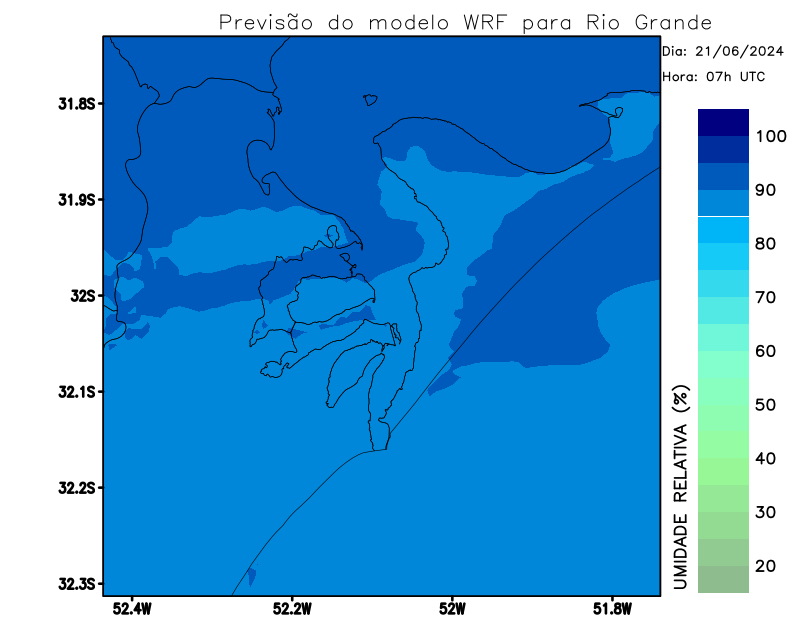 Previsão do modelo WRF para Rio Grande
Dia: 21/06/2024
Hora: 07h UTC
31.8S
31.9S
32S
32.1S
32.2S
32.3S
52.4W
52.2W
52W
51.8W
UMIDADE RELATIVA (%)
100
90
80
70
60
50
40
30
20